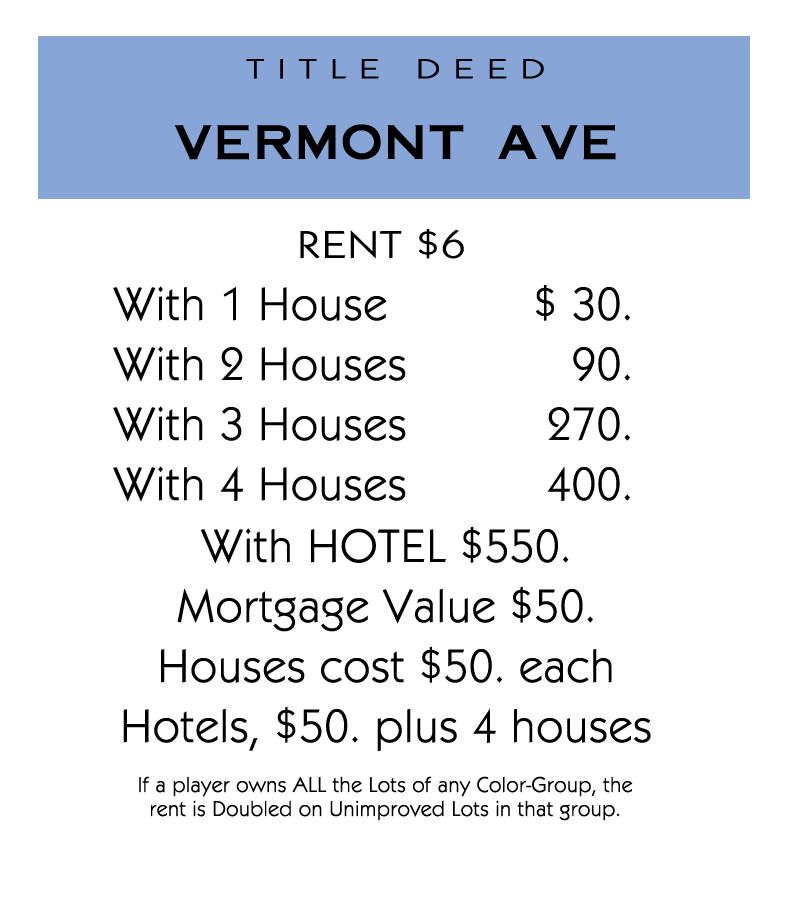 TITLE DEED
VERMONT AVE
RENT $6
With 1 House $ 30.
With 2 Houses 90.
With 3 Houses 270.
With 4 Houses 400.
With HOTEL $550.
Mortgage Value $50.
Houses cost $50. each
Hotels, $50. plus 4 houses
If a player owns ALL the Lots of any Color-Group, the
rent is Doubled on Unimproved Lots in that group.